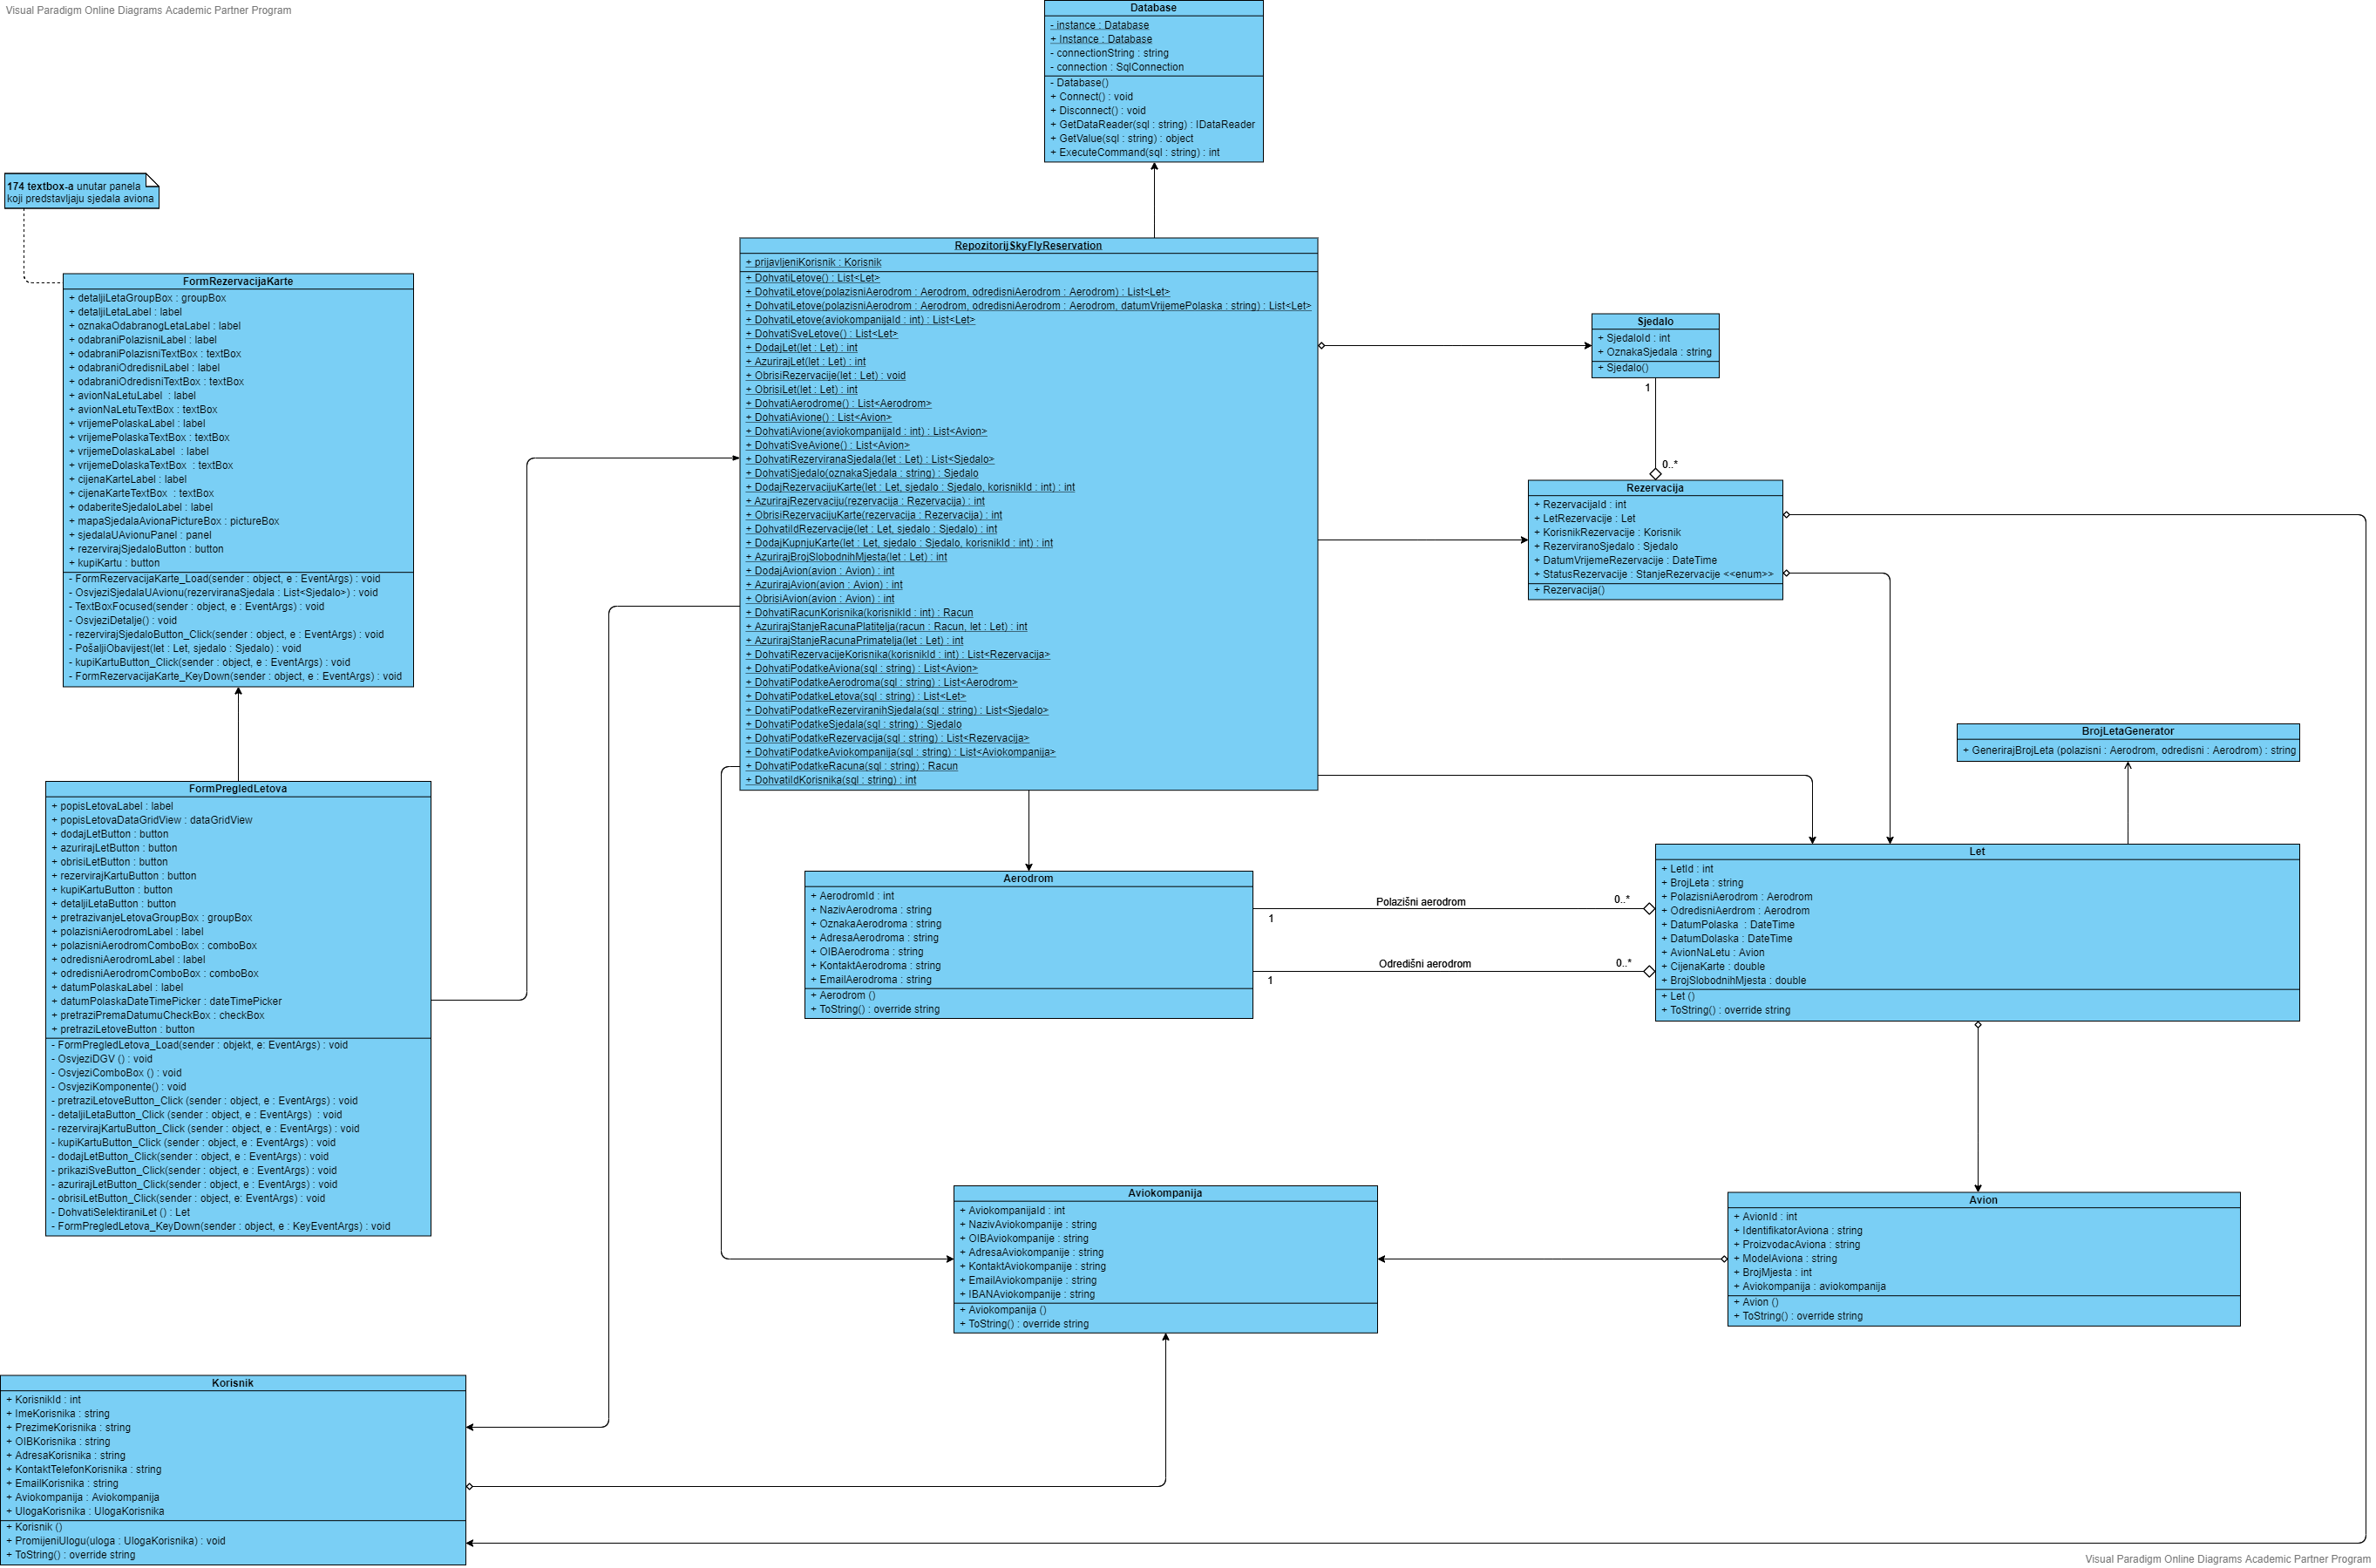 Visual Paradigm Online Diagrams Academic Partner Program
Database
- instance : Database
+ Instance : Database
- connectionString : string
- connection : SqlConnection
- Database()
+ Connect() : void
+ Disconnect() : void
+ GetDataReader(sql : string) : IDataReader
+ GetValue(sql : string) : object
+ ExecuteCommand(sql : string) : int
174 textbox-a unutar panela
koji predstavljaju sjedala aviona
FormRezervacijaKarte
+ detaljiLetaGroupBox : groupBox
+ detaljiLetaLabel : label
+ oznakaOdabranogLetaLabel : label
+ odabraniPolazisniLabel : label
+ odabraniPolazisniTextBox : textBox
+ odabraniOdredisniLabel : label
+ odabraniOdredisniTextBox : textBox
+ avionNaLetuLabel  : label
+ avionNaLetuTextBox : textBox
+ vrijemePolaskaLabel : label
+ vrijemePolaskaTextBox : textBox
+ vrijemeDolaskaLabel  : label
+ vrijemeDolaskaTextBox  : textBox
+ cijenaKarteLabel : label
+ cijenaKarteTextBox  : textBox
+ odaberiteSjedaloLabel : label
+ mapaSjedalaAvionaPictureBox : pictureBox
+ sjedalaUAvionuPanel : panel
+ rezervirajSjedaloButton : button
+ kupiKartu : button
- FormRezervacijaKarte_Load(sender : object, e : EventArgs) : void
- OsvjeziSjedalaUAvionu(rezerviranaSjedala : List<Sjedalo>) : void
- TextBoxFocused(sender : object, e : EventArgs) : void
- OsvjeziDetalje() : void
- rezervirajSjedaloButton_Click(sender : object, e : EventArgs) : void
- PošaljiObavijest(let : Let, sjedalo : Sjedalo) : void
- kupiKartuButton_Click(sender : object, e : EventArgs) : void
- FormRezervacijaKarte_KeyDown(sender : object, e : EventArgs) : void
RepozitorijSkyFlyReservation
+ prijavljeniKorisnik : Korisnik
+ DohvatiLetove() : List<Let>
+ DohvatiLetove(polazisniAerodrom : Aerodrom, odredisniAerodrom : Aerodrom) : List<Let>
+ DohvatiLetove(polazisniAerodrom : Aerodrom, odredisniAerodrom : Aerodrom, datumVrijemePolaska : string) : List<Let>
+ DohvatiLetove(aviokompanijaId : int) : List<Let>
+ DohvatiSveLetove() : List<Let>
+ DodajLet(let : Let) : int
+ AzurirajLet(let : Let) : int
+ ObrisiRezervacije(let : Let) : void
+ ObrisiLet(let : Let) : int
+ DohvatiAerodrome() : List<Aerodrom>
+ DohvatiAvione() : List<Avion>
+ DohvatiAvione(aviokompanijaId : int) : List<Avion>
+ DohvatiSveAvione() : List<Avion>
+ DohvatiRezerviranaSjedala(let : Let) : List<Sjedalo>
+ DohvatiSjedalo(oznakaSjedala : string) : Sjedalo
+ DodajRezervacijuKarte(let : Let, sjedalo : Sjedalo, korisnikId : int) : int
+ AzurirajRezervaciju(rezervacija : Rezervacija) : int
+ ObrisiRezervacijuKarte(rezervacija : Rezervacija) : int
+ DohvatiIdRezervacije(let : Let, sjedalo : Sjedalo) : int
+ DodajKupnjuKarte(let : Let, sjedalo : Sjedalo, korisnikId : int) : int
+ AzurirajBrojSlobodnihMjesta(let : Let) : int
+ DodajAvion(avion : Avion) : int
+ AzurirajAvion(avion : Avion) : int
+ ObrisiAvion(avion : Avion) : int
+ DohvatiRacunKorisnika(korisnikId : int) : Racun
+ AzurirajStanjeRacunaPlatitelja(racun : Racun, let : Let) : int
+ AzurirajStanjeRacunaPrimatelja(let : Let) : int
+ DohvatiRezervacijeKorisnika(korisnikId : int) : List<Rezervacija>
+ DohvatiPodatkeAviona(sql : string) : List<Avion>
+ DohvatiPodatkeAerodroma(sql : string) : List<Aerodrom>
+ DohvatiPodatkeLetova(sql : string) : List<Let>
+ DohvatiPodatkeRezerviranihSjedala(sql : string) : List<Sjedalo>
+ DohvatiPodatkeSjedala(sql : string) : Sjedalo
+ DohvatiPodatkeRezervacija(sql : string) : List<Rezervacija>
+ DohvatiPodatkeAviokompanija(sql : string) : List<Aviokompanija>
+ DohvatiPodatkeRacuna(sql : string) : Racun
+ DohvatiIdKorisnika(sql : string) : int
Sjedalo
+ SjedaloId : int
+ OznakaSjedala : string
+ Sjedalo()
1
0..*
Rezervacija
+ RezervacijaId : int
+ LetRezervacije : Let
+ KorisnikRezervacije : Korisnik
+ RezerviranoSjedalo : Sjedalo
+ DatumVrijemeRezervacije : DateTime
+ StatusRezervacije : StanjeRezervacije <<enum>>
+ Rezervacija()
BrojLetaGenerator
+ GenerirajBrojLeta (polazisni : Aerodrom, odredisni : Aerodrom) : string
FormPregledLetova
+ popisLetovaLabel : label
+ popisLetovaDataGridView : dataGridView
+ dodajLetButton : button
+ azurirajLetButton : button
+ obrisiLetButton : button
+ rezervirajKartuButton : button
+ kupiKartuButton : button
+ detaljiLetaButton : button
+ pretrazivanjeLetovaGroupBox : groupBox
+ polazisniAerodromLabel : label
+ polazisniAerodromComboBox : comboBox
+ odredisniAerodromLabel : label
+ odredisniAerodromComboBox : comboBox
+ datumPolaskaLabel : label
+ datumPolaskaDateTimePicker : dateTimePicker
+ pretraziPremaDatumuCheckBox : checkBox
+ pretraziLetoveButton : button
- FormPregledLetova_Load(sender : objekt, e: EventArgs) : void
- OsvjeziDGV () : void
- OsvjeziComboBox () : void
- OsvjeziKomponente() : void
- pretraziLetoveButton_Click (sender : object, e : EventArgs) : void
- detaljiLetaButton_Click (sender : object, e : EventArgs)  : void
- rezervirajKartuButton_Click (sender : object, e : EventArgs) : void
- kupiKartuButton_Click (sender : object, e : EventArgs) : void
- dodajLetButton_Click(sender : object, e : EventArgs) : void
- prikaziSveButton_Click(sender : object, e : EventArgs) : void
- azurirajLetButton_Click(sender : object, e : EventArgs) : void
- obrisiLetButton_Click(sender : object, e: EventArgs) : void
- DohvatiSelektiraniLet () : Let
- FormPregledLetova_KeyDown(sender : object, e : KeyEventArgs) : void
Aerodrom
+ AerodromId : int
+ NazivAerodroma : string
+ OznakaAerodroma : string
+ AdresaAerodroma : string
+ OIBAerodroma : string
+ KontaktAerodroma : string
+ EmailAerodroma : string
+ Aerodrom ()
+ ToString() : override string
Polazišni aerodrom
0..*
1
Odredišni aerodrom
0..*
1
Let
+ LetId : int
+ BrojLeta : string
+ PolazisniAerodrom : Aerodrom
+ OdredisniAerdrom : Aerodrom
+ DatumPolaska  : DateTime
+ DatumDolaska : DateTime
+ AvionNaLetu : Avion
+ CijenaKarte : double
+ BrojSlobodnihMjesta : double
+ Let ()
+ ToString() : override string
Aviokompanija
+ AviokompanijaId : int
+ NazivAviokompanije : string
+ OIBAviokompanije : string
+ AdresaAviokompanije : string
+ KontaktAviokompanije : string
+ EmailAviokompanije : string
+ IBANAviokompanije : string
+ Aviokompanija ()
+ ToString() : override string
Avion
+ AvionId : int
+ IdentifikatorAviona : string
+ ProizvodacAviona : string
+ ModelAviona : string
+ BrojMjesta : int
+ Aviokompanija : aviokompanija
+ Avion ()
+ ToString() : override string
Korisnik
+ KorisnikId : int
+ ImeKorisnika : string
+ PrezimeKorisnika : string
+ OIBKorisnika : string
+ AdresaKorisnika : string
+ KontaktTelefonKorisnika : string
+ EmailKorisnika : string
+ Aviokompanija : Aviokompanija
+ UlogaKorisnika : UlogaKorisnika
+ Korisnik ()
+ PromijeniUlogu(uloga : UlogaKorisnika) : void
+ ToString() : override string
Visual Paradigm Online Diagrams Academic Partner Program